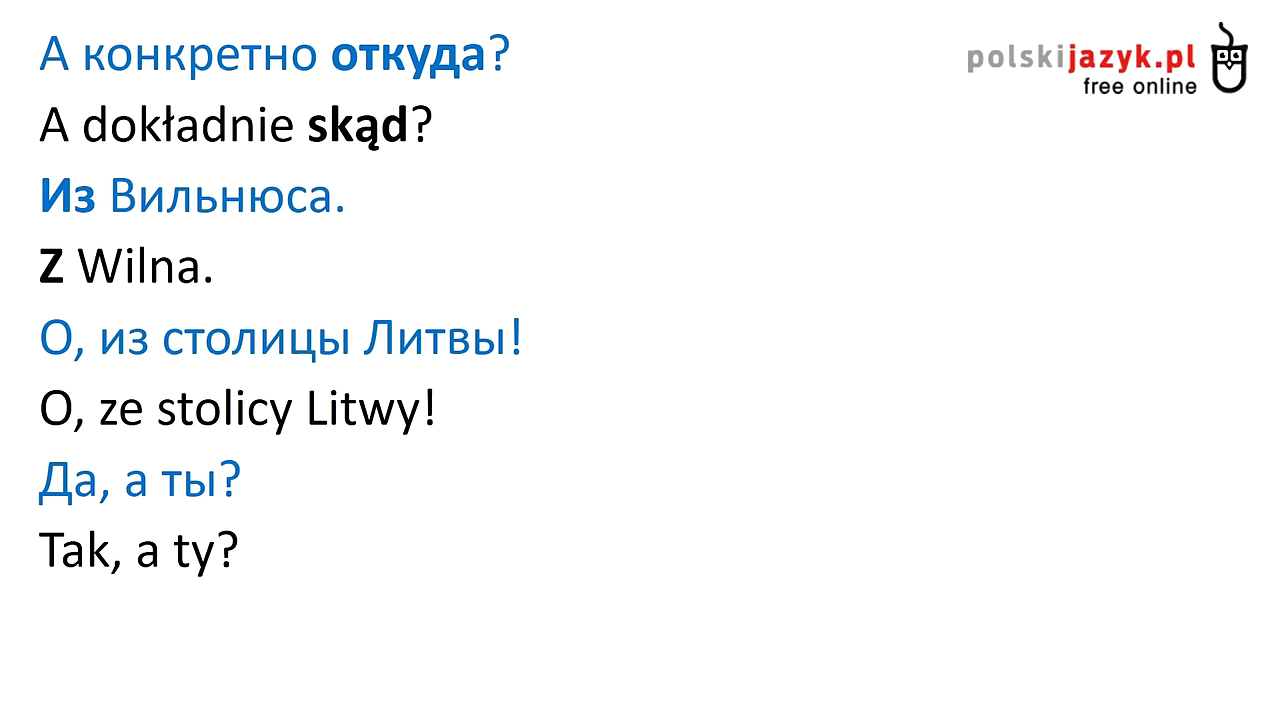 А конкретно откуда?
A dokładnie skąd?
Из Вильнюса.
Z Wilna.
О, из столицы Литвы!
O, ze stolicy Litwy!
Да, а ты?
Tak, a ty?
polskijazyk.pl
free online